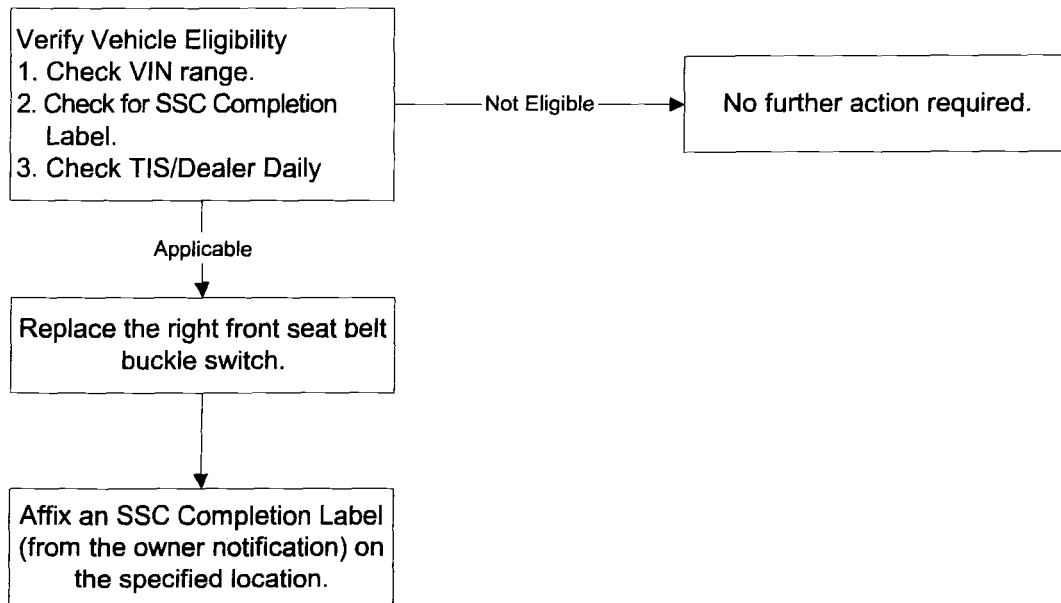 Verify Vehicle Eligibility
1. Check VIN range.
2. Check for SSC Completion
Label.
3. Check TIS/Dealer Daily
Not Eligible
No further action required.
Applicable
Replace the right front seat belt
buckle switch.
Affix an SSC Completion Label
(from the owner notification) on
the specified location.